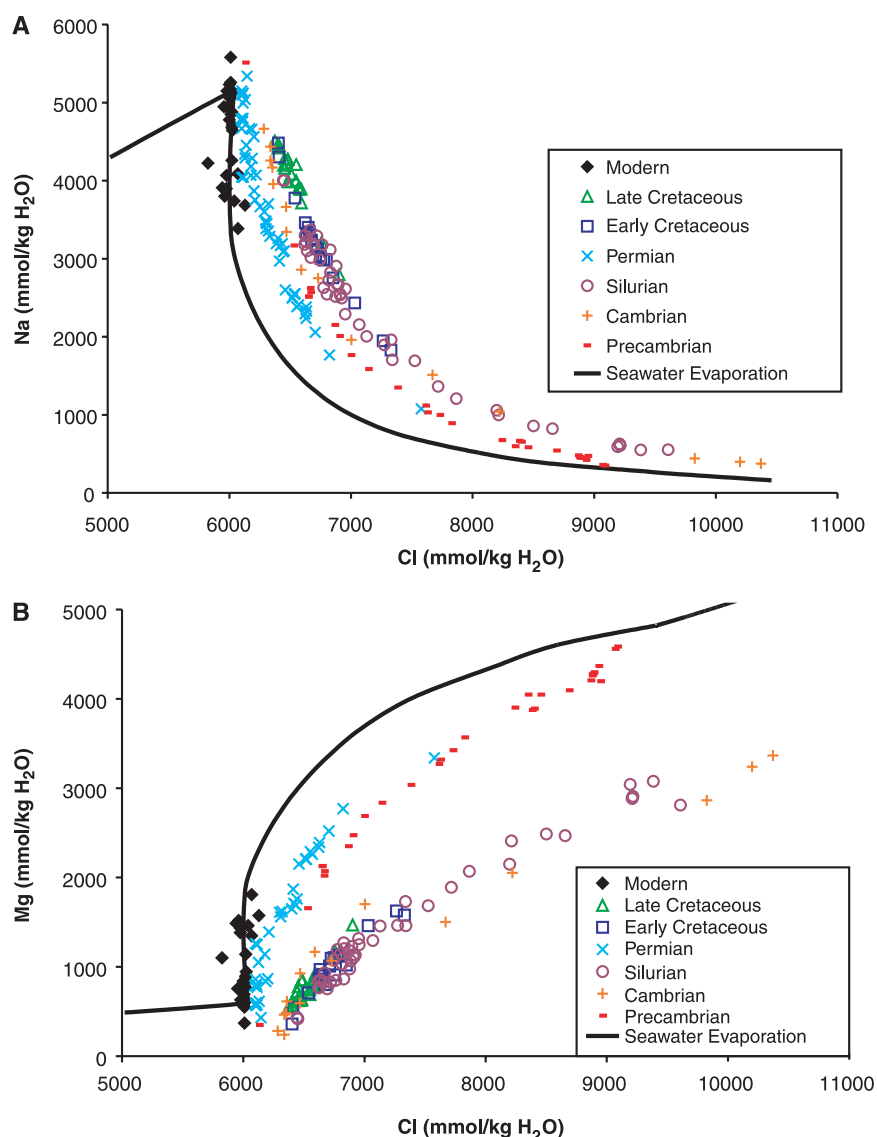 A
Na (mmol/kg H₂O)
6000
5000
4000
3000
2000
1000
0
5000 6000 7000 8000 9000 10000 11000
Cl (mmol/kg H₂O)
Modern
Late Cretaceous
Early Cretaceous
Permian
Silurian
Cambrian
Precambrian
Seawater Evaporation
B
Mg (mmol/kg H₂O)
5000
4000
3000
2000
1000
0
5000 6000 7000 8000 9000 10000 11000
Cl (mmol/kg H₂O)
Modern
Late Cretaceous
Early Cretaceous
Permian
Silurian
Cambrian
Precambrian
Seawater Evaporation